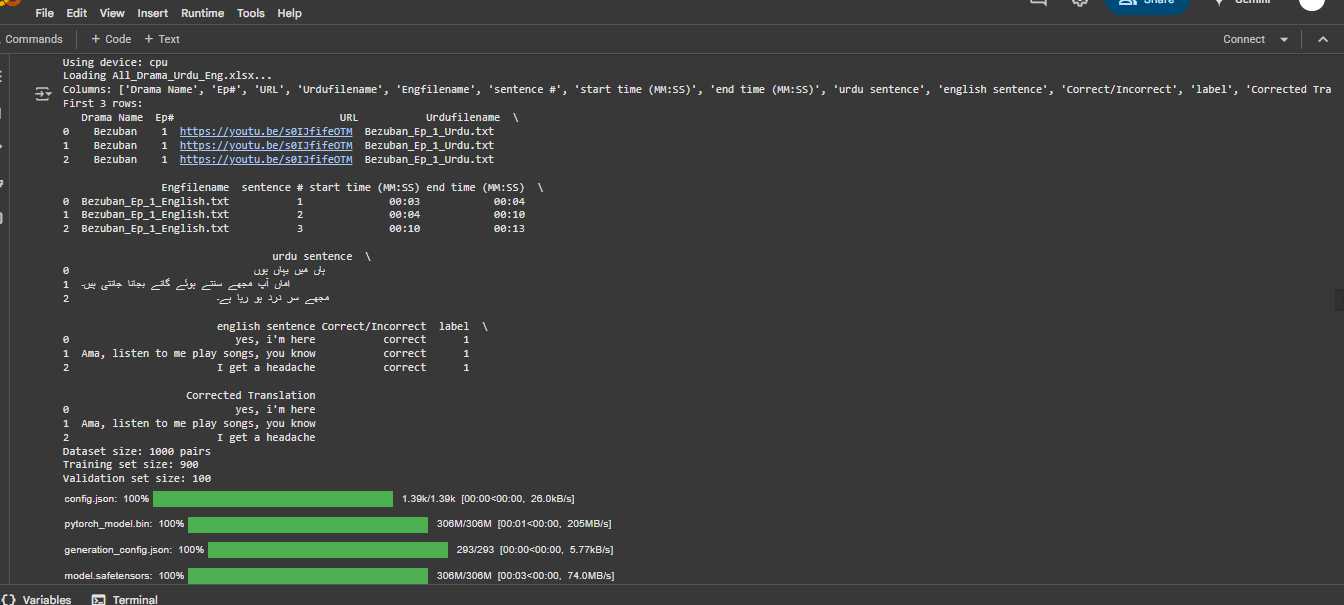 File Edit View Insert Runtime Tools Help
Share
Gemini
Commands + Code + Text
Connect
Using device: cpu
Loading All_Drama_Urdu_Eng.xlsx...
Columns: ['Drama Name', 'Ep#', 'URL', 'Urdufilename', 'Engfilename', 'sentence #', 'start time (MM:SS)', 'end time (MM:SS)', 'urdu sentence', 'english sentence', 'Correct/Incorrect', 'label', 'Corrected Tra
First 3 rows:
Drama Name Ep# URL Urdufilename \
0 Bezuban 1 https://youtu.be/s0IJfifeOTM Bezuban_Ep_1_Urdu.txt
1 Bezuban 1 https://youtu.be/s0IJfifeOTM Bezuban_Ep_1_Urdu.txt
2 Bezuban 1 https://youtu.be/s0IJfifeOTM Bezuban_Ep_1_Urdu.txt
Engfilename sentence # start time (MM:SS) end time (MM:SS) \
0 Bezuban_Ep_1_English.txt 1 00:03 00:04
1 Bezuban_Ep_1_English.txt 2 00:04 00:10
2 Bezuban_Ep_1_English.txt 3 00:10 00:13
urdu sentence \
0 ہاں میں یہاں ہوں
1 اماں آپ مجھے سنتے ہوئے گانے بجانا جانتی ہیں۔
2 مجھے سر درد ہو رہا ہے۔
english sentence Correct/Incorrect label \
0 yes, i'm here correct 1
1 Ama, listen to me play songs, you know correct 1
2 I get a headache correct 1
Corrected Translation
0 yes, i'm here
1 Ama, listen to me play songs, you know
2 I get a headache
Dataset size: 1000 pairs
Training set size: 900
Validation set size: 100
config.json: 100% 1.39k/1.39k [00:00<00:00, 26.0kB/s]
pytorch_model.bin: 100% 306M/306M [00:01<00:00, 205MB/s]
generation_config.json: 100% 293/293 [00:00<00:00, 5.77kB/s]
model.safetensors: 100% 306M/306M [00:03<00:00, 74.0MB/s]
Variables Terminal